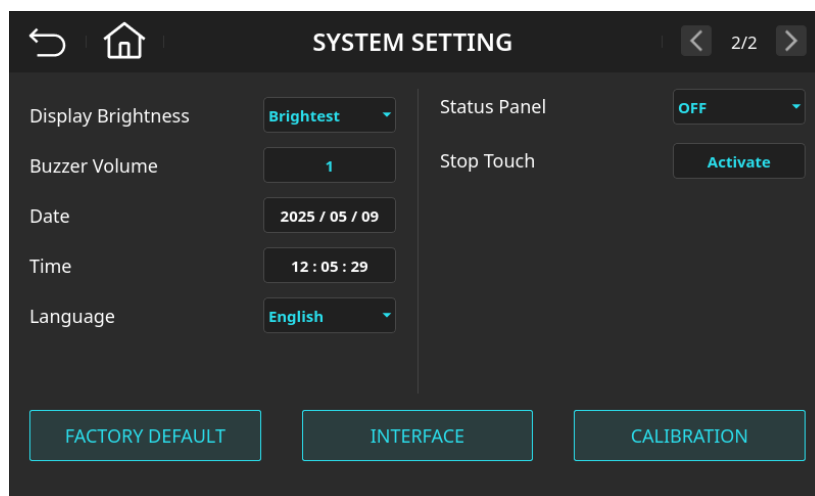 SYSTEM SETTING
2/2
Display Brightness Brightest
Buzzer Volume 1
Date 2025 / 05 / 09
Time 12 : 05 : 29
Language English
Status Panel OFF
Stop Touch Activate
FACTORY DEFAULT
INTERFACE
CALIBRATION